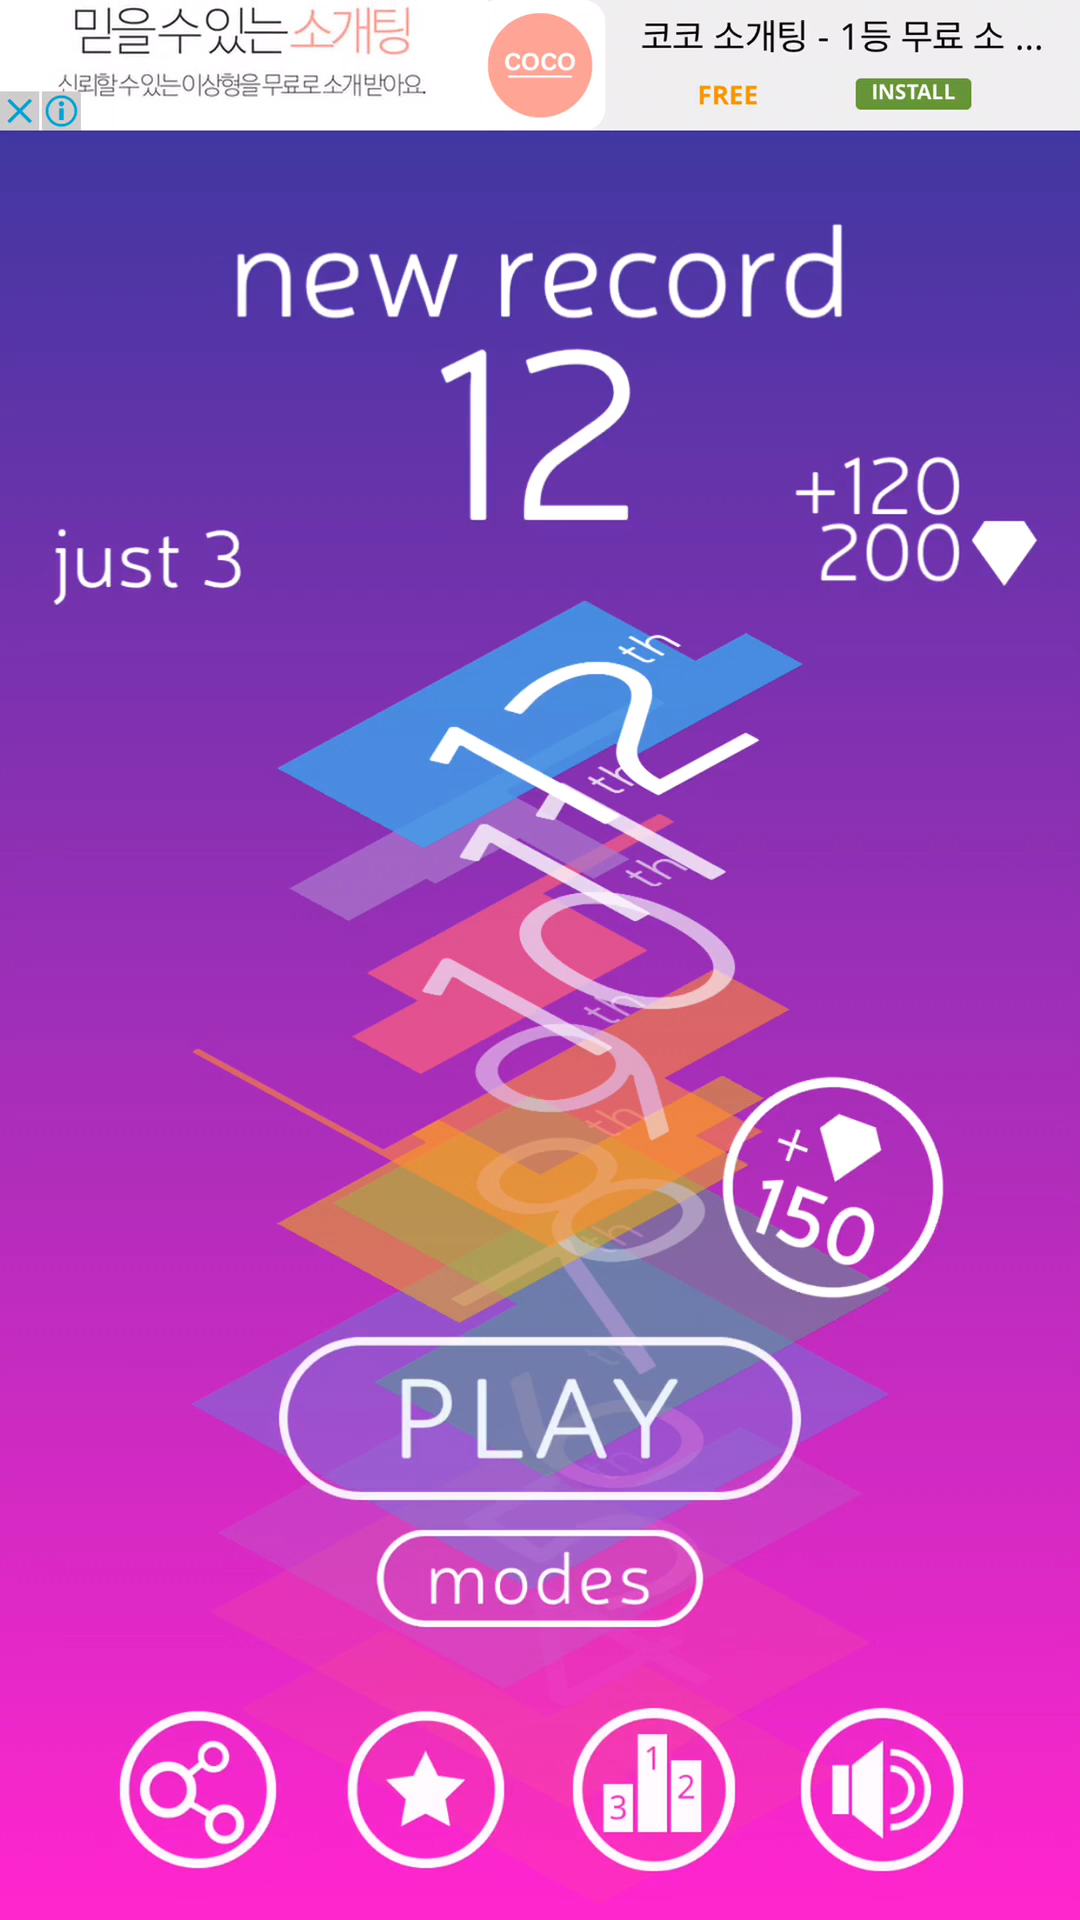 믿을 수 있는 소개팅
신뢰할 수 있는 이상형을 무료로 소개 받아요.
COCO
코코 소개팅 - 1등 무료 소 ...
FREE
INSTALL
new record
12
+120
200
just 3
12th
11th
10th
9th
8th
7th
6th
+
150
PLAY
modes
3 1 2